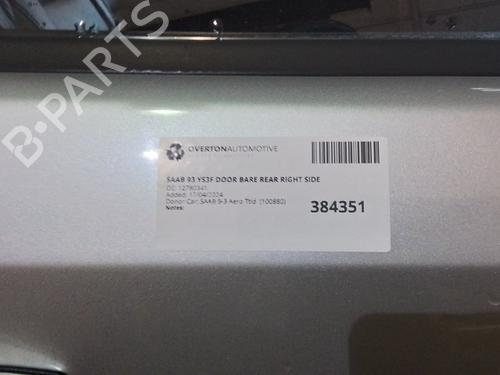 B-PARTS
OVERTONAUTOMOTIVE
SAAB 93 YS3F DOOR BARE REAR RIGHT SIDE
OE: 12790341
Added: 17/04/2024
Donor Car: SAAB 9-3 Aero Ttid (100880)
Notes:
384351